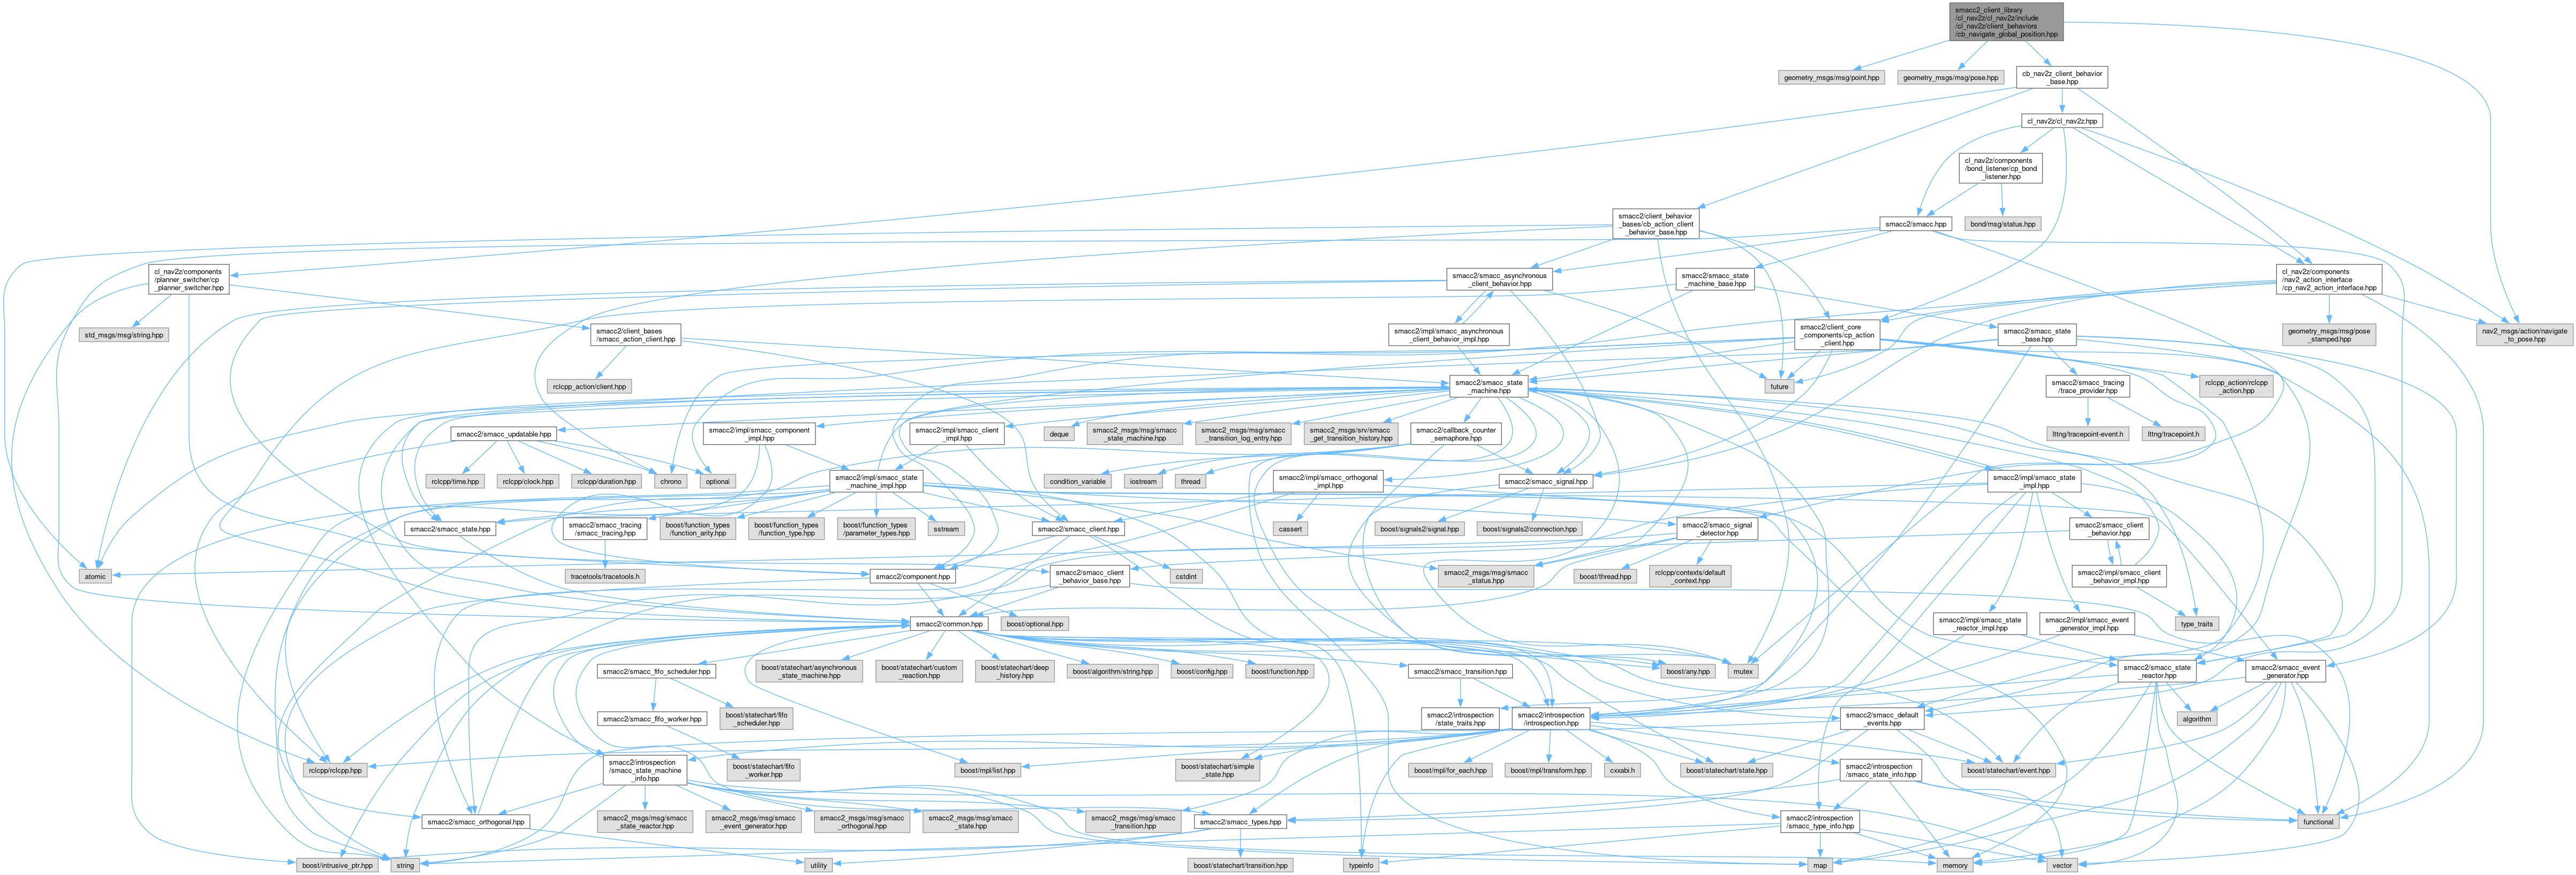 smacc2_client_library
/cl_nav2z/cl_nav2z/include
/cl_nav2z/client_behaviors
/cb_navigate_global_position.hpp
geometry_msgs/msg/point.hpp
geometry_msgs/msg/pose.hpp
cb_nav2z_client_behavior
_base.hpp
cl_nav2z/cl_nav2z.hpp
cl_nav2z/components
/bond_listener/cp_bond
_listener.hpp
smacc2/client_behavior
_bases/cb_action_client
_behavior_base.hpp
smacc2/smacc.hpp
bond/msg/status.hpp
cl_nav2z/components
/planner_switcher/cp
_planner_switcher.hpp
smacc2/smacc_asynchronous
_client_behavior.hpp
smacc2/smacc_state
_machine_base.hpp
cl_nav2z/components
/nav2_action_interface
/cp_nav2_action_interface.hpp
std_msgs/msg/string.hpp
smacc2/client_bases
/smacc_action_client.hpp
smacc2/impl/smacc_asynchronous
_client_behavior_impl.hpp
smacc2/client_core
_components/cp_action
_client.hpp
smacc2/smacc_state
_base.hpp
geometry_msgs/msg/pose
_stamped.hpp
nav2_msgs/action/navigate
_to_pose.hpp
rclcpp_action/client.hpp
smacc2/smacc_state
_machine.hpp
future
smacc2/smacc_tracing
/trace_provider.hpp
rclcpp_action/rclcpp
_action.hpp
smacc2/smacc_updatable.hpp
smacc2/impl/smacc_component
_impl.hpp
smacc2/impl/smacc_client
_impl.hpp
deque
smacc2_msgs/msg/smacc
_state_machine.hpp
smacc2_msgs/msg/smacc
_transition_log_entry.hpp
smacc2_msgs/srv/smacc
_get_transition_history.hpp
smacc2/callback_counter
_semaphore.hpp
lttng/tracepoint-event.h
lttng/tracepoint.h
rclcpp/time.hpp
rclcpp/clock.hpp
rclcpp/duration.hpp
chrono
optional
smacc2/impl/smacc_state
_machine_impl.hpp
condition_variable
iostream
thread
smacc2/impl/smacc_orthogonal
_impl.hpp
smacc2/smacc_signal.hpp
smacc2/impl/smacc_state
_impl.hpp
smacc2/smacc_state.hpp
smacc2/smacc_tracing
/smacc_tracing.hpp
boost/function_types
/function_arity.hpp
boost/function_types
/function_type.hpp
boost/function_types
/parameter_types.hpp
sstream
smacc2/smacc_client.hpp
cassert
boost/signals2/signal.hpp
boost/signals2/connection.hpp
smacc2/smacc_signal
_detector.hpp
smacc2/smacc_client
_behavior.hpp
atomic
tracetools/tracetools.h
smacc2/component.hpp
smacc2/smacc_client
_behavior_base.hpp
cstdint
smacc2_msgs/msg/smacc
_status.hpp
boost/thread.hpp
rclcpp/contexts/default
_context.hpp
smacc2/impl/smacc_client
_behavior_impl.hpp
smacc2/common.hpp
boost/optional.hpp
smacc2/impl/smacc_state
_reactor_impl.hpp
smacc2/impl/smacc_event
_generator_impl.hpp
type_traits
smacc2/smacc_fifo_scheduler.hpp
boost/statechart/asynchronous
_state_machine.hpp
boost/statechart/custom
_reaction.hpp
boost/statechart/deep
_history.hpp
boost/algorithm/string.hpp
boost/config.hpp
boost/function.hpp
smacc2/smacc_transition.hpp
boost/any.hpp
mutex
smacc2/smacc_state
_reactor.hpp
smacc2/smacc_event
_generator.hpp
smacc2/smacc_fifo_worker.hpp
boost/statechart/fifo
_scheduler.hpp
smacc2/introspection
/state_traits.hpp
smacc2/introspection
/introspection.hpp
smacc2/smacc_default
_events.hpp
algorithm
rclcpp/rclcpp.hpp
smacc2/introspection
/smacc_state_machine
_info.hpp
boost/statechart/fifo
_worker.hpp
boost/mpl/list.hpp
boost/statechart/simple
_state.hpp
boost/mpl/for_each.hpp
boost/mpl/transform.hpp
cxxabi.h
boost/statechart/state.hpp
smacc2/introspection
/smacc_state_info.hpp
boost/statechart/event.hpp
smacc2/smacc_orthogonal.hpp
smacc2_msgs/msg/smacc
_state_reactor.hpp
smacc2_msgs/msg/smacc
_event_generator.hpp
smacc2_msgs/msg/smacc
_orthogonal.hpp
smacc2_msgs/msg/smacc
_state.hpp
smacc2_msgs/msg/smacc
_transition.hpp
smacc2/smacc_types.hpp
smacc2/introspection
/smacc_type_info.hpp
functional
boost/intrusive_ptr.hpp
string
utility
boost/statechart/transition.hpp
typeinfo
map
memory
vector